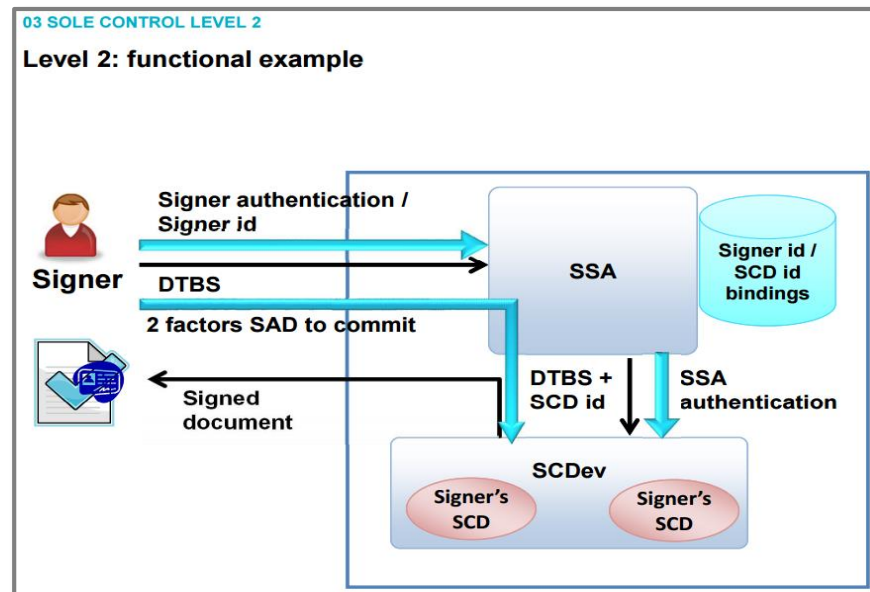 03 SOLE CONTROL LEVEL 2
Level 2: functional example
Signer authentication /
Signer id
Signer
DTBS
2 factors SAD to commit
SSA
Signer id /
SCD id
bindings
Signed
document
DTBS +
SCD id
SSA
authentication
SCDev
Signer's
SCD
Signer's
SCD